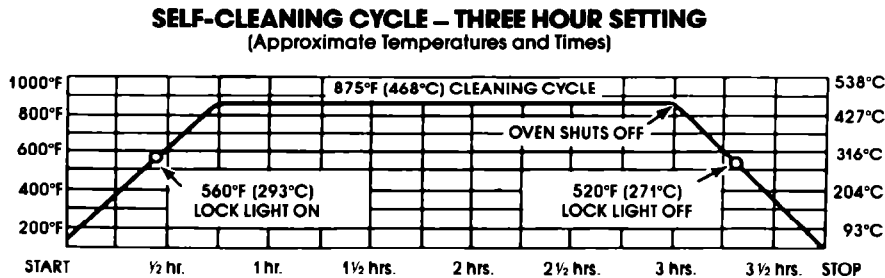 SELF-CLEANING CYCLE – THREE HOUR SETTING
(Approximate Temperatures and Times)
1000°F 538°C
875°F (468°C) CLEANING CYCLE
800°F 427°C
OVEN SHUTS OFF
600°F 316°C
560°F (293°C) 520°F (271°C)
400°F 204°C
LOCK LIGHT ON LOCK LIGHT OFF
200°F 93°C
START ½ hr. 1 hr. 1½ hrs. 2 hrs. 2½ hrs. 3 hrs. 3½ hrs. STOP